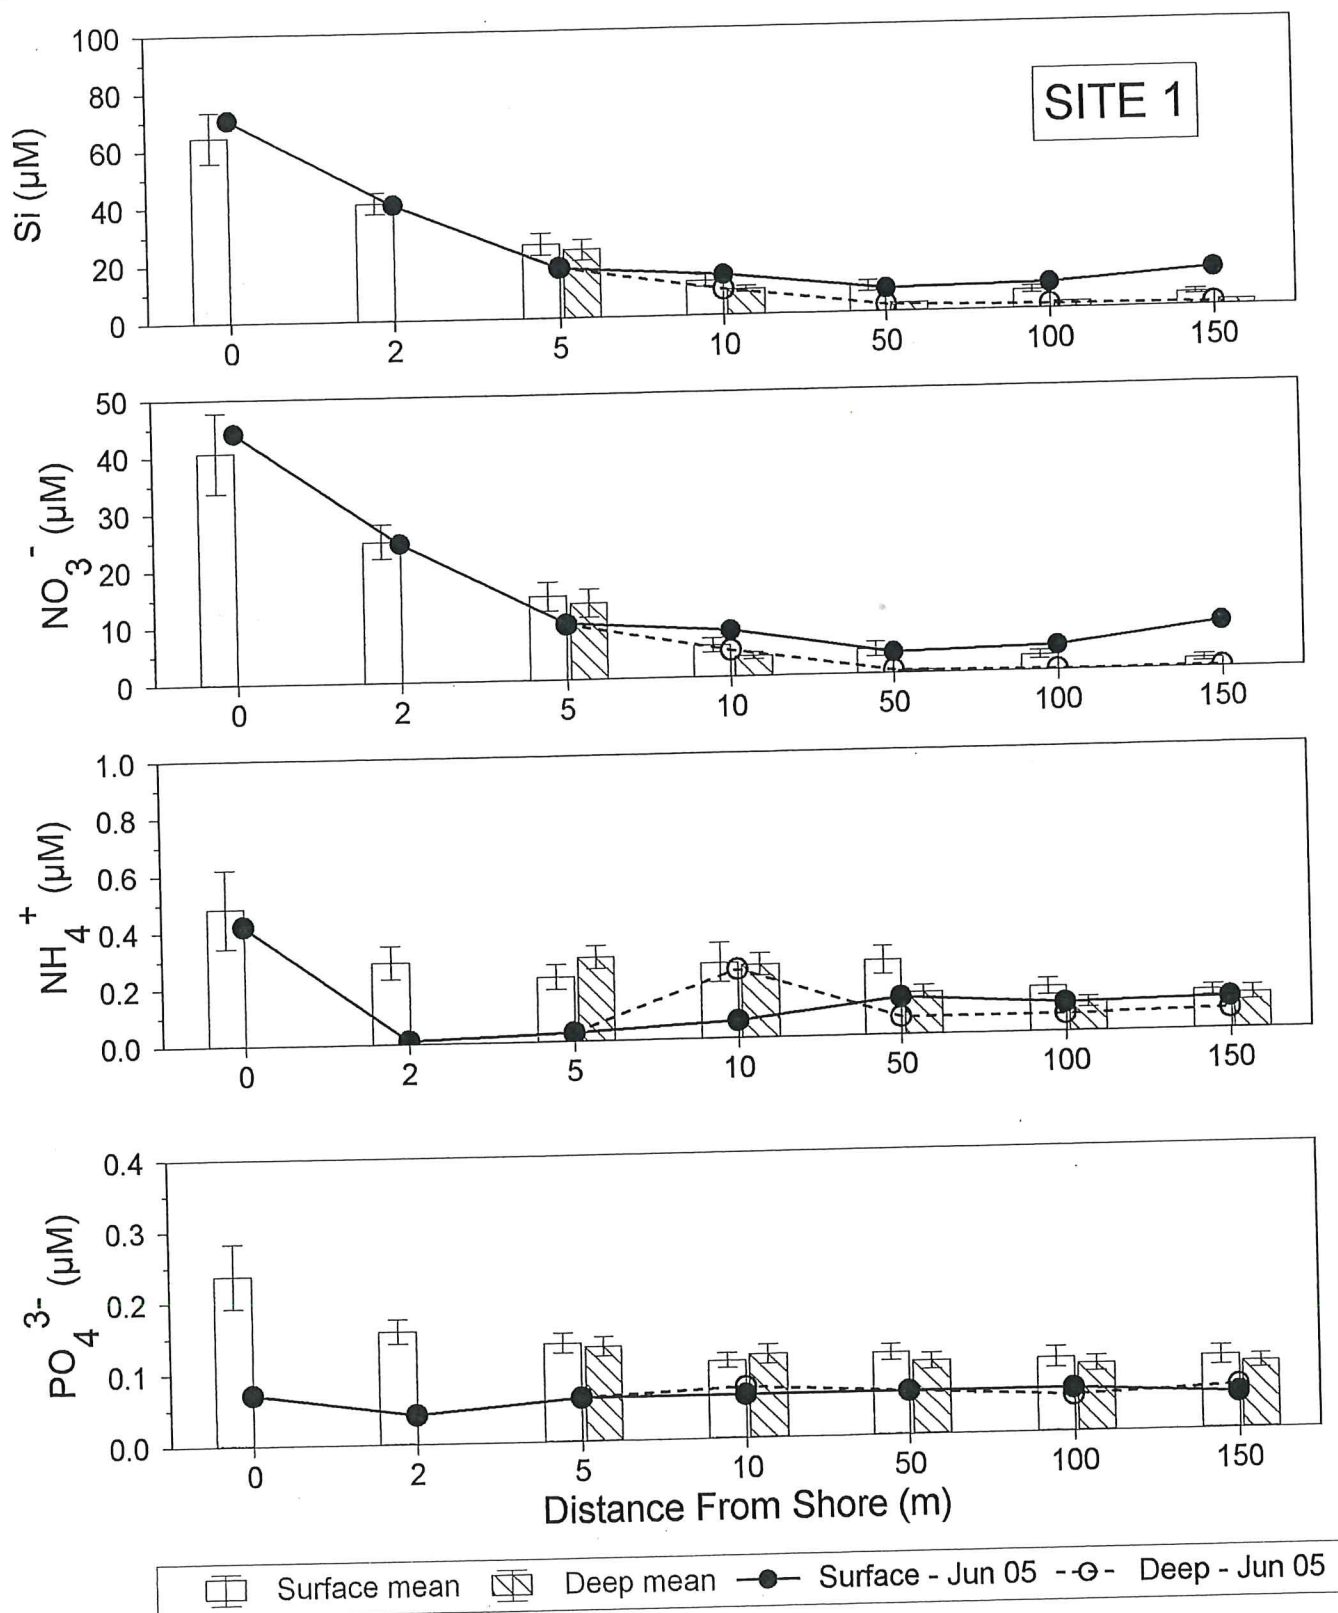 SITE 1
Si (µM)
100
80
60
40
20
0
0 2 5 10 50 100 150
NO3- (µM)
50
40
30
20
10
0
0 2 5 10 50 100 150
NH4+ (µM)
1.0
0.8
0.6
0.4
0.2
0.0
0 2 5 10 50 100 150
PO43- (µM)
0.4
0.3
0.2
0.1
0.0
0 2 5 10 50 100 150
Distance From Shore (m)
Surface mean Deep mean Surface - Jun 05 Deep - Jun 05